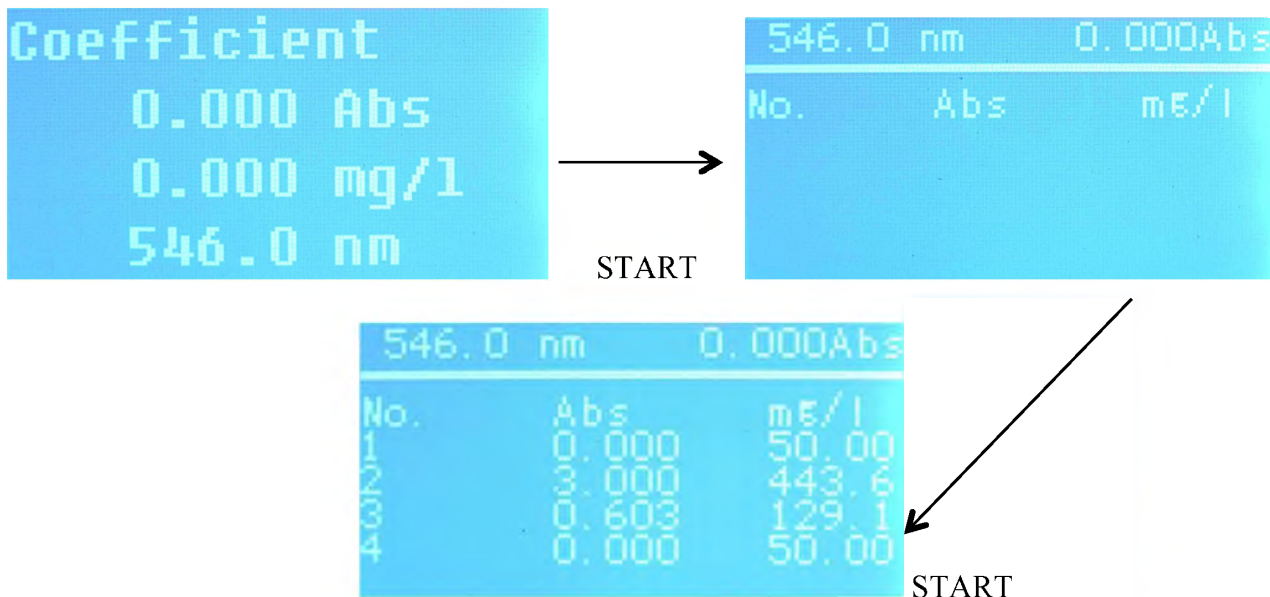 Coefficient
0.000 Abs
0.000 mg/l
546.0 nm
START
546.0 nm 0.000Abs
No. Abs mg/l
546.0 nm 0.000Abs
No. Abs mg/l
1 0.000 50.00
2 3.000 443.6
3 0.603 129.1
4 0.000 50.00
START